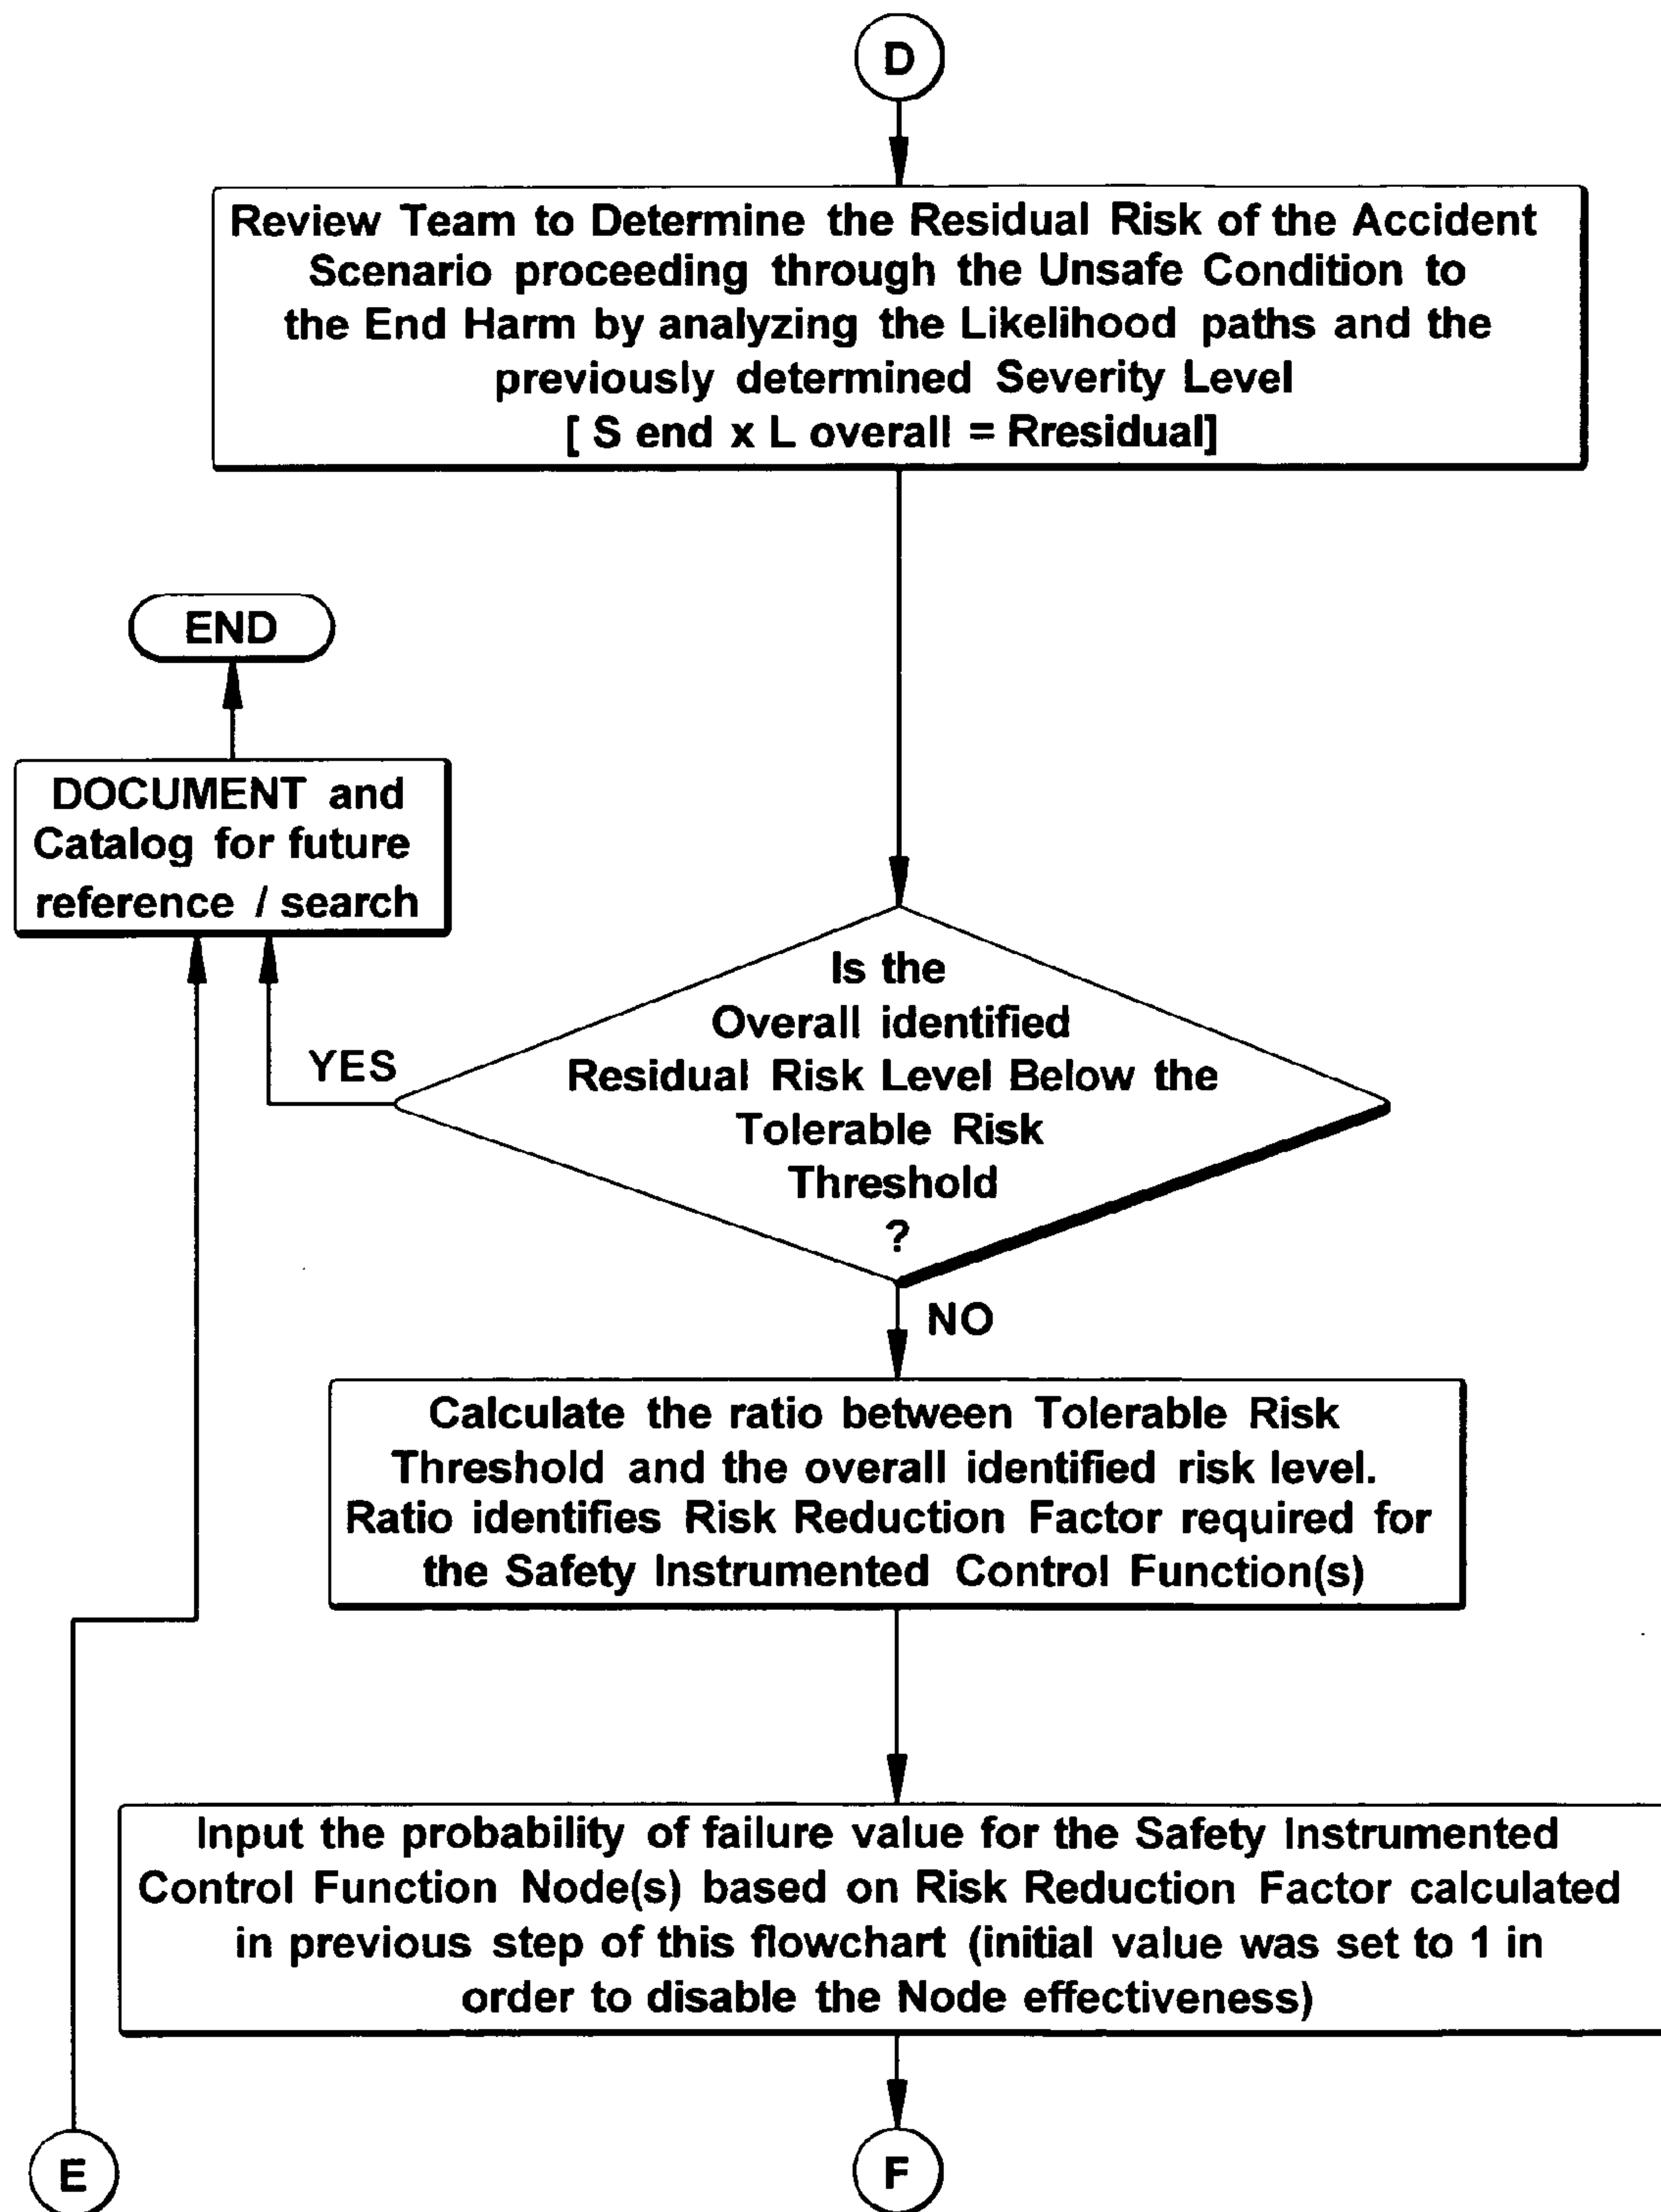 D
Review Team to Determine the Residual Risk of the Accident
Scenario proceeding through the Unsafe Condition to
the End Harm by analyzing the Likelihood paths and the
previously determined Severity Level
[ S end x L overall = Rresidual]
END
DOCUMENT and
Catalog for future
reference / search
Is the
Overall identified
Residual Risk Level Below the
Tolerable Risk
Threshold
?
YES
NO
Calculate the ratio between Tolerable Risk
Threshold and the overall identified risk level.
Ratio identifies Risk Reduction Factor required for
the Safety Instrumented Control Function(s)
Input the probability of failure value for the Safety Instrumented
Control Function Node(s) based on Risk Reduction Factor calculated
in previous step of this flowchart (initial value was set to 1 in
order to disable the Node effectiveness)
E
F